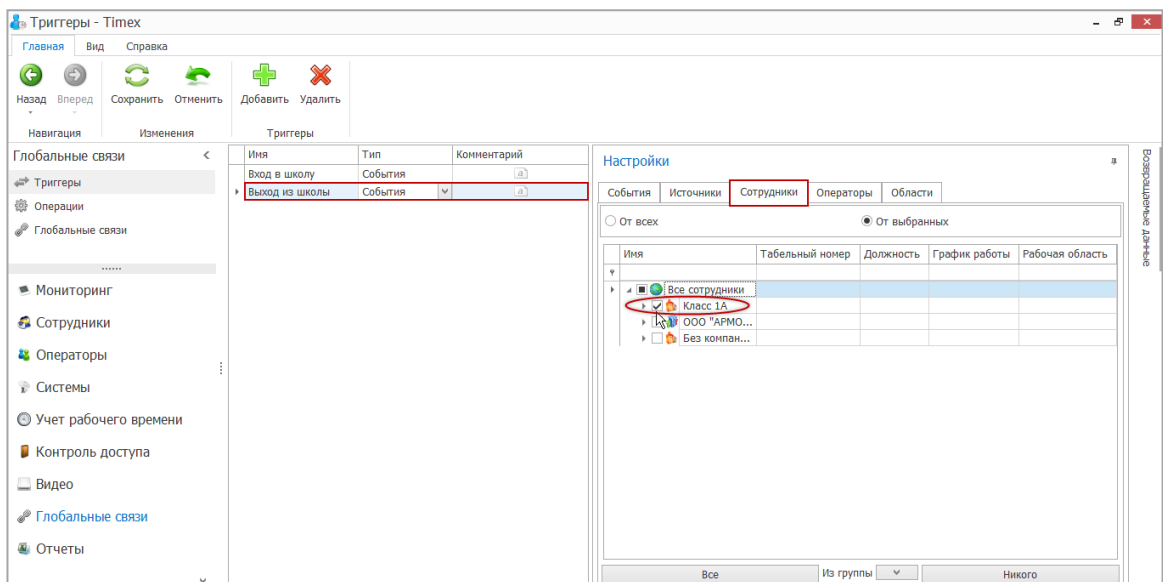 Триггеры - Timex
Главная Вид Справка
Назад Вперед Сохранить Отменить Добавить Удалить
Навигация Изменения Триггеры
Глобальные связи
Триггеры
Операции
Глобальные связи
Мониторинг
Сотрудники
Операторы
Системы
Учет рабочего времени
Контроль доступа
Видео
Глобальные связи
Отчеты
Имя Тип Комментарий
Вход в школу События a
Выход из школы События a
Настройки
События Источники Сотрудники Операторы Области
От всех От выбранных
Имя Табельный номер Должность График работы Рабочая область
Все сотрудники
Класс 1А
ООО "АРМО...
Без компан...
Все Из группы Никого
Возвращаемые данные